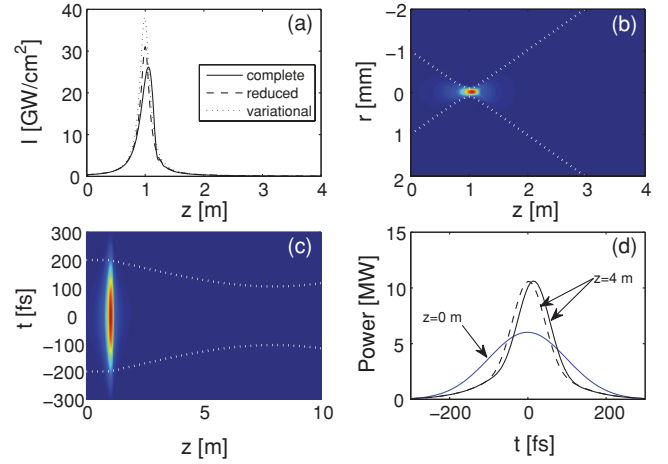 (a)
I [GW/cm²]
40
30
20
10
0
complete
reduced
variational
0 1 2 3 4
z [m]
(b)
r [mm]
-2
-1
0
1
2
0 1 2 3 4
z [m]
(c)
t [fs]
300
200
100
0
−100
−200
−300
0 5 10
z [m]
(d)
Power [MW]
15
10
5
0
z=4 m
z=0 m
−200 0 200
t [fs]